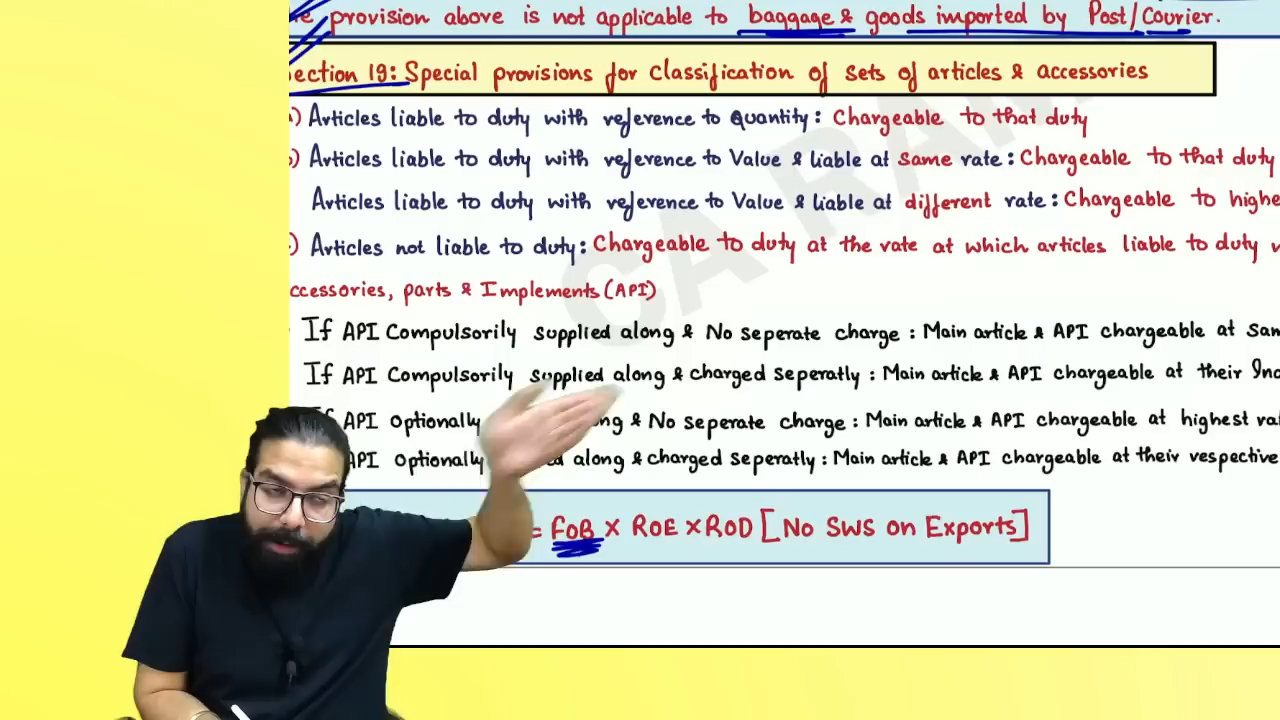 provision above is not applicable to baggage & goods imported by Post/Courier.
ection 19: Special provisions for classification of sets of articles & accessories
) Articles liable to duty with reference to Quantity: Chargeable to that duty
) Articles liable to duty with reference to Value & liable at same rate: Chargeable to that duty
Articles liable to duty with reference to Value & liable at different rate: Chargeable to highe
) Articles not liable to duty: Chargeable to duty at the rate at which articles liable to duty
ccessories, parts & Implements (API)
If API Compulsorily supplied along & No seperate charge: Main article & API chargeable at sam
If API Compulsorily supplied along & charged seperatly: Main article & API chargeable at their Ind
If API Optionally ng & No seperate charge: Main article & API chargeable at highest
API Optionally d along & charged seperatly: Main article & API chargeable at their respective
= FOB X ROE X ROD [No SWS on Exports]